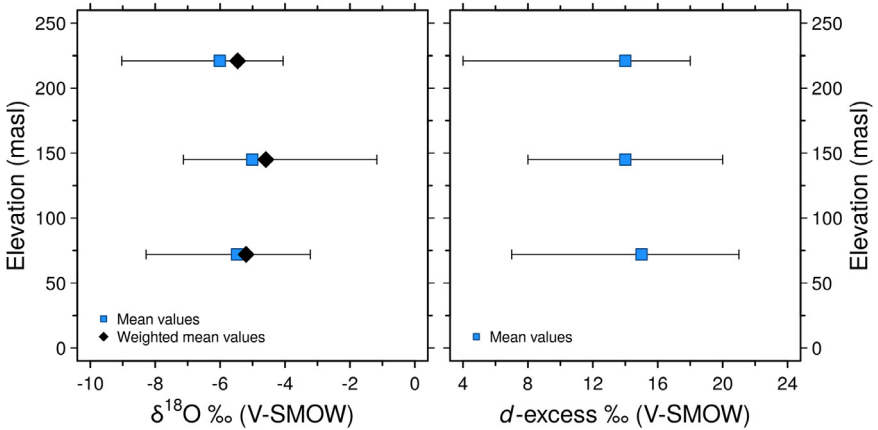 250
200
150
100
50
0
Elevation (masl)
Mean values
Weighted mean values
-10 -8 -6 -4 -2 0
δ18O ‰ (V-SMOW)
Mean values
4 8 12 16 20 24
d-excess ‰ (V-SMOW)
250
200
150
100
50
0
Elevation (masl)